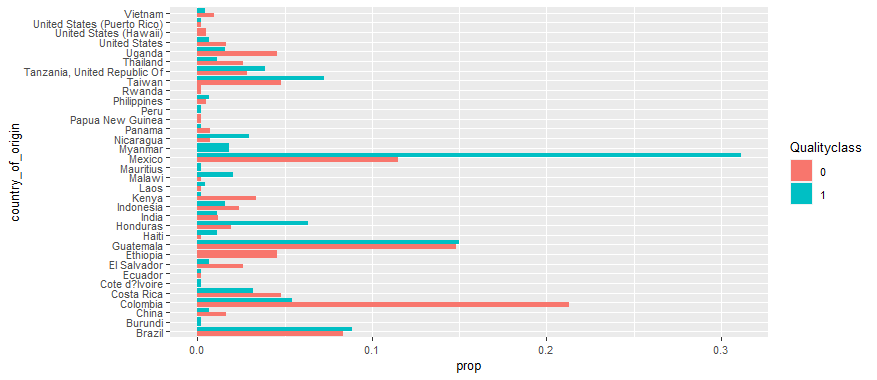 country_of_origin
Vietnam
United States (Puerto Rico)
United States (Hawaii)
United States
Uganda
Thailand
Tanzania, United Republic Of
Taiwan
Rwanda
Philippines
Peru
Papua New Guinea
Panama
Nicaragua
Myanmar
Mexico
Mauritius
Malawi
Laos
Kenya
Indonesia
India
Honduras
Haiti
Guatemala
Ethiopia
El Salvador
Ecuador
Cote d?Ivoire
Costa Rica
Colombia
China
Burundi
Brazil
0.0 0.1 0.2 0.3
prop
Qualityclass
0
1